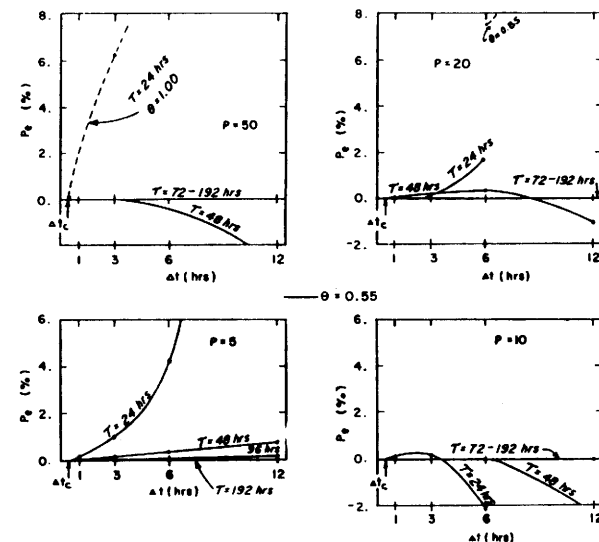 8.
6.
4.
2.
0.
-2.
Pe (%)
T=24 hrs
θ=1.00
P=50
T=72-192 hrs
T=48 hrs
Δtc
1 3 6 12
Δt (hrs)
8.
6.
4.
2.
0.
-2.
Pe (%)
θ=0.85
P=20
T=24 hrs
T=48 hrs
T=72-192 hrs
Δtc
1 3 6 12
Δt (hrs)
θ=0.55
6.
4.
2.
0.
Pe (%)
P=5
T=24 hrs
T=48 hrs
96 hrs
T=192 hrs
Δtc
1 3 6 12
Δt (hrs)
6.
4.
2.
0.
-2.
Pe (%)
P=10
T=72-192 hrs
T=24 hrs
T=48 hrs
Δtc
1 3 6 12
Δt (hrs)